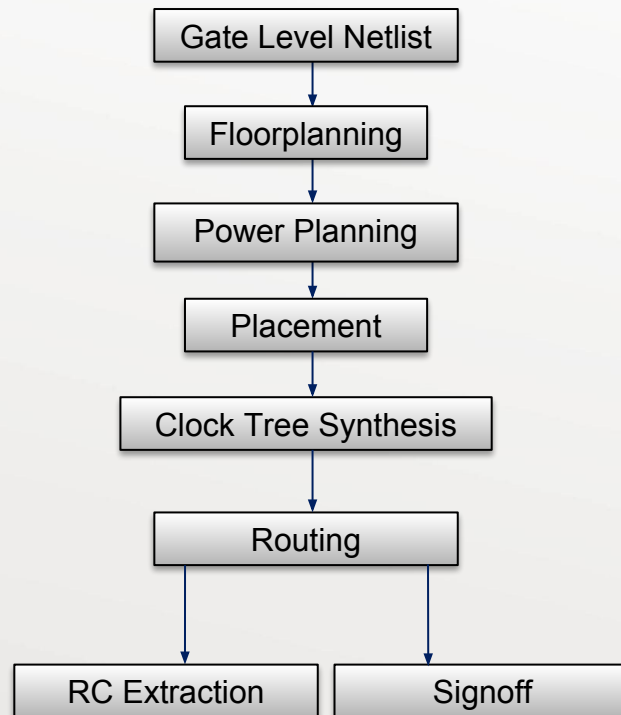 Gate Level Netlist
Floorplanning
Power Planning
Placement
Clock Tree Synthesis
Routing
RC Extraction
Signoff